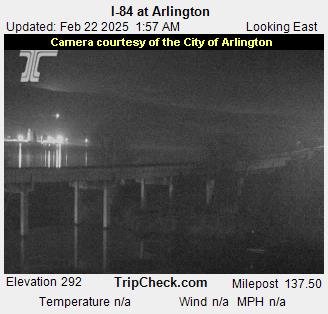 I-84 at Arlington
Updated: Feb 22 2025 1:57 AM Looking East
Camera courtesy of the City of Arlington
Elevation 292 TripCheck.com Milepost 137.50
Temperature n/a Wind n/a MPH n/a